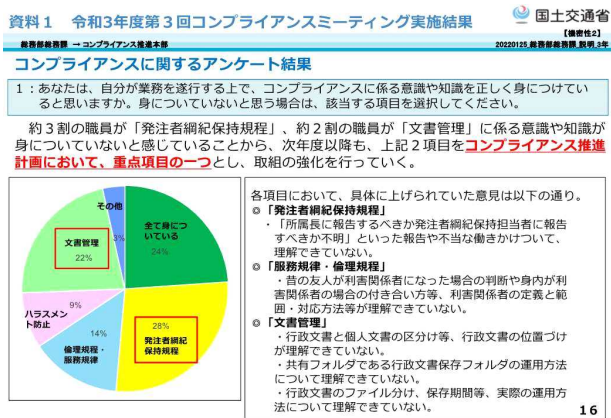 資料1 令和3年度第3回コンプライアンスミーティング実施結果
国土交通省
【機密性2】
総務部総務課 → コンプライアンス推進本部
20220125_総務部総務課_説明_3年
コンプライアンスに関するアンケート結果
1:あなたは、自分が業務を遂行する上で、コンプライアンスに係る意識や知識を正しく身につけてい
ると思いますか。身についていないと思う場合は、該当する項目を選択してください。
約3割の職員が「発注者綱紀保持規程」、約2割の職員が「文書管理」に係る意識や知識が
身についていないと感じていることから、次年度以降も、上記2項目をコンプライアンス推進
計画において、重点項目の一つとし、取組の強化を行っていく。
その他
3%
全て身につ
いている
24%
文書管理
22%
9%
ハラスメン
ト防止
14%
倫理規程・
服務規律
28%
発注者綱紀
保持規程
各項目において、具体に上げられていた意見は以下の通り。
◎「発注者綱紀保持規程」
・「所属長に報告するべきか発注者綱紀保持担当者に報告
すべきか不明」といった報告や不当な働きかけついて、
理解できていない。
◎「服務規律・倫理規程」
・昔の友人が利害関係者になった場合の判断や身内が利
害関係者の場合の付き合い方等、利害関係者の定義と範
囲・対応方法等が理解できていない。
◎「文書管理」
・行政文書と個人文書の区分け等、行政文書の位置づけ
が理解できていない。
・共有フォルダである行政文書保存フォルダの運用方法
について理解できていない。
・行政文書のファイル分け、保存期間等、実際の運用方
法について理解できていない。
16